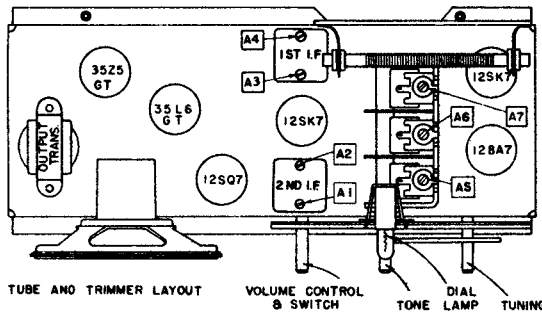 A4
1ST I.F
A3
35Z5
GT
12SK7
35L6
GT
12SK7
A7
A6
OUTPUT
TRANS.
A2
12BA7
12SQ7
2ND I.F
A1
A5
TUBE AND TRIMMER LAYOUT
VOLUME CONTROL
& SWITCH
DIAL
LAMP
TONE
TUNING